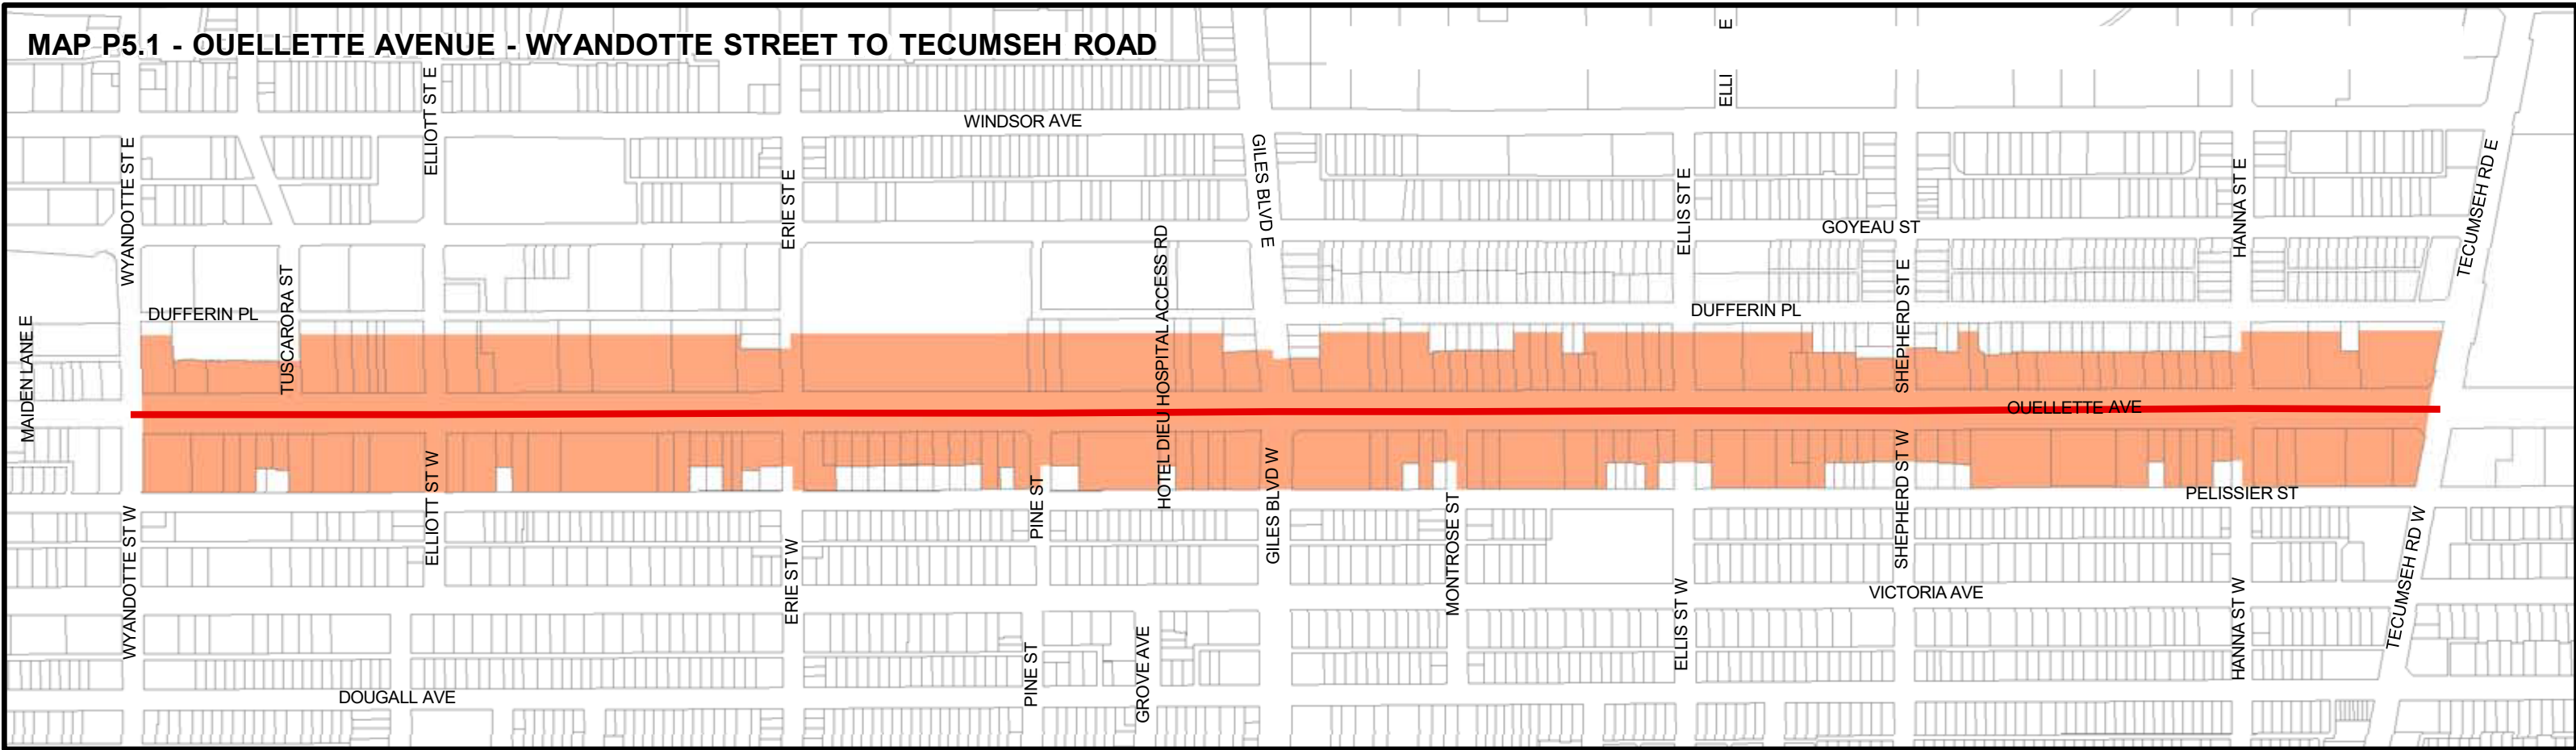 MAP P5.1 - OUELLETTE AVENUE - WYANDOTTE STREET TO TECUMSEH ROAD
E
ELLI
ELLIOTT ST E
WINDSOR AVE
WYANDOTTE ST E
ERIE ST E
GILES BLVD E
ELLIS ST E
GOYEAU ST
HANNA ST E
TECUMSEH RD E
DUFFERIN PL
TUSCARORA ST
HOTEL DIEU HOSPITAL ACCESS RD
DUFFERIN PL
SHEPHERD ST E
MAIDEN LANE E
OUELLETTE AVE
ELLIOTT ST W
PINE ST
GILES BLVD W
MONTROSE ST
SHEPHERD ST W
PELISSIER ST
WYANDOTTE ST W
ERIE ST W
ELLIS ST W
VICTORIA AVE
HANNA ST W
TECUMSEH RD W
DOUGALL AVE
PINE ST
GROVE AVE